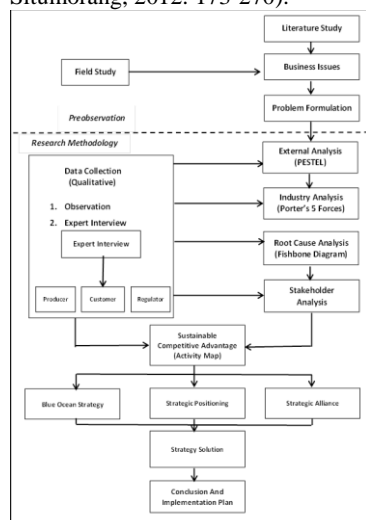 Situmorang, 2012: 173-276).
Literature Study
Field Study
Business Issues
Problem Formulation
Preobservation
Research Methodology
Data Collection
(Qualitative)
1. Observation
2. Expert Interview
Expert Interview
Producer
Customer
Regulator
External Analysis
(PESTEL)
Industry Analysis
(Porter's 5 Forces)
Root Cause Analysis
(Fishbone Diagram)
Stakeholder
Analysis
Sustainable
Competitive Advantage
(Activity Map)
Blue Ocean Strategy
Strategic Positioning
Strategic Alliance
Strategy Solution
Conclusion And
Implementation Plan